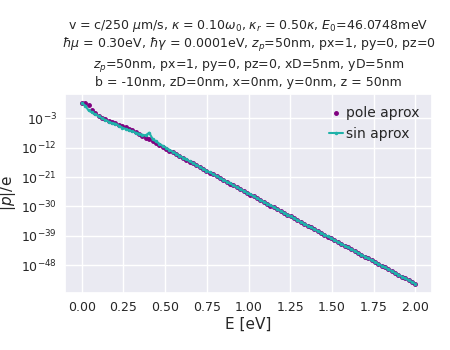 v = c/250 μm/s, κ = 0.10ω₀, κᵣ = 0.50κ, E₀=46.0748meV
ħμ = 0.30eV, ħγ = 0.0001eV, zₚ=50nm, px=1, py=0, pz=0
zₚ=50nm, px=1, py=0, pz=0, xD=5nm, yD=5nm
b = -10nm, zD=0nm, x=0nm, y=0nm, z = 50nm
pole aprox
sin aprox
|p|/e
10⁻³
10⁻¹²
10⁻²¹
10⁻³⁰
10⁻³⁹
10⁻⁴⁸
0.00 0.25 0.50 0.75 1.00 1.25 1.50 1.75 2.00
E [eV]